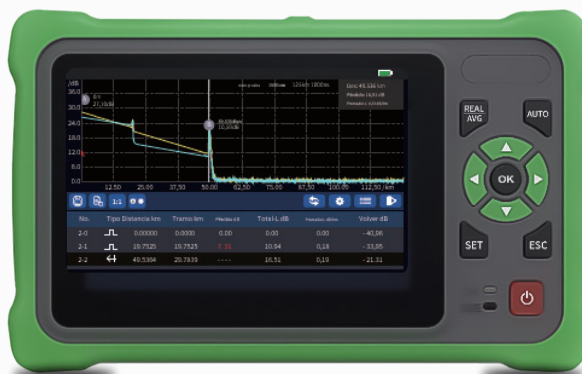 /dB
36.0
30.0
24.0
18.0
12.0
6.0
0.0
12.50 25.00 37,50 50.00 62,50 75.00 87.50 100.00 112,50 /km
1:1
No. Tipo Distancia km Tramo km Total-L dB Volver dB
2-0 0.00000 0.0000 0.00 0.00 0.00 -40,96
2-1 19.7525 19.7525 10.64 0,18 -33,95
2-2 49.5364 29.7839 ---- 16.51 0,19 -21.31
REAL
AVG
AUTO
OK
SET
ESC